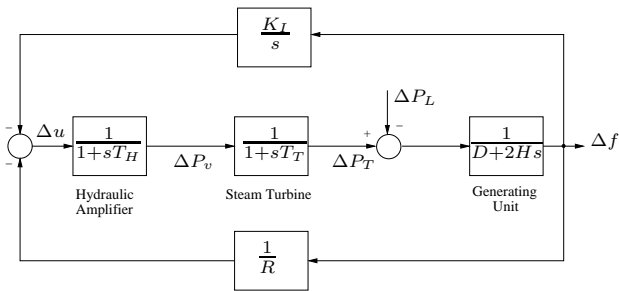 K_I
s
−
Δu
−
1
1+sT_H
ΔP_v
1
1+sT_T
ΔP_T
ΔP_L
+
−
1
D+2Hs
Δf
Hydraulic
Amplifier
Steam Turbine
Generating
Unit
1
R